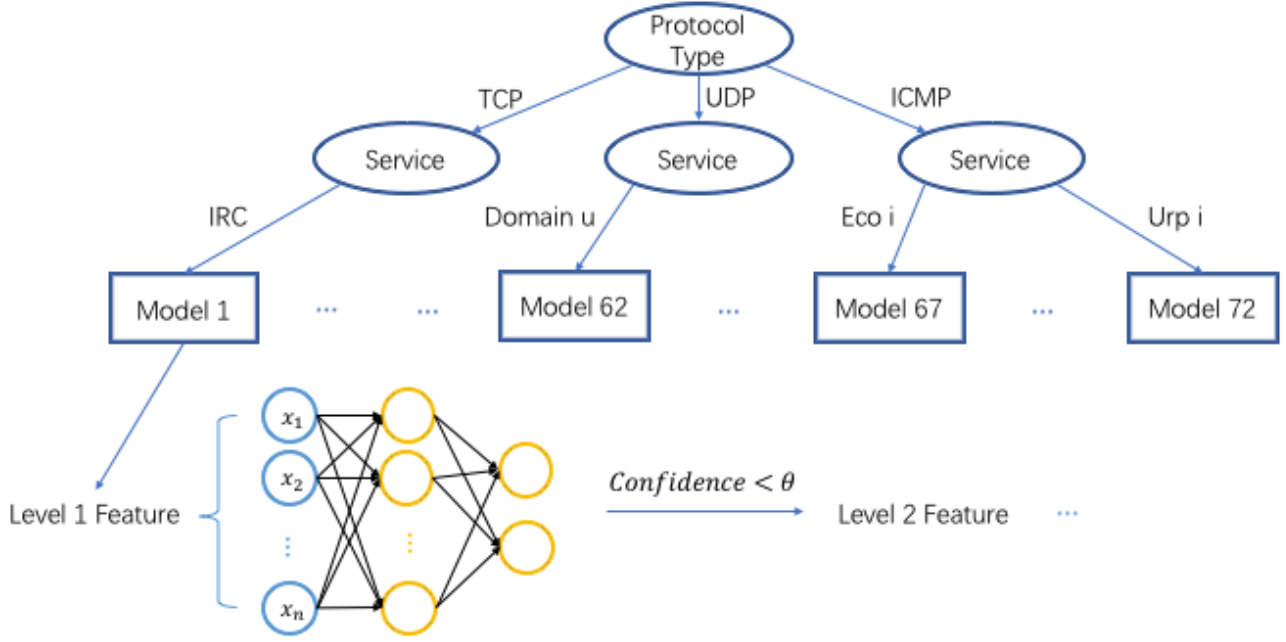 Protocol
Type
TCP
UDP
ICMP
Service
Service
Service
IRC
Domain u
Eco i
Urp i
Model 1
...
...
Model 62
...
Model 67
...
Model 72
x₁
x₂
Level 1 Feature
Confidence < θ
Level 2 Feature
...
...
...
xₙ